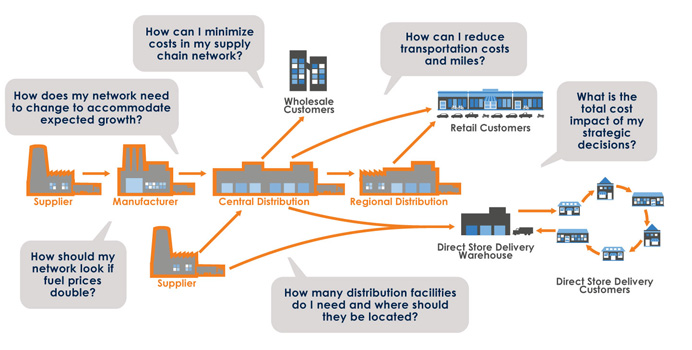 How can I minimize
costs in my supply
chain network?
How can I reduce
transportation costs
and miles?
How does my network need
to change to accommodate
expected growth?
What is the
total cost
impact of my
strategic
decisions?
Wholesale
Customers
Retail Customers
Supplier
Manufacturer
Central Distribution
Regional Distribution
How should my
network look if
fuel prices
double?
Supplier
Direct Store Delivery
Warehouse
Direct Store Delivery
Customers
How many distribution facilities
do I need and where should
they be located?